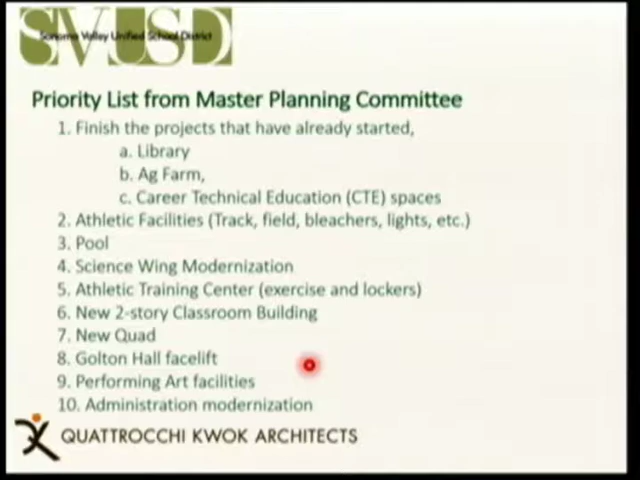 SVUSD
Sonoma Valley Unified School District
Priority List from Master Planning Committee
1. Finish the projects that have already started,
a. Library
b. Ag Farm,
c. Career Technical Education (CTE) spaces
2. Athletic Facilities (Track, field, bleachers, lights, etc.)
3. Pool
4. Science Wing Modernization
5. Athletic Training Center (exercise and lockers)
6. New 2-story Classroom Building
7. New Quad
8. Golton Hall facelift
9. Performing Art facilities
10. Administration modernization
QUATTROCCHI KWOK ARCHITECTS